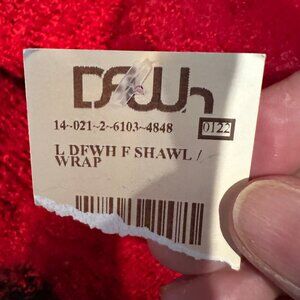 DFWh
14~021~2~6103~4848 0122
L DFWH F SHAWL /
WRAP